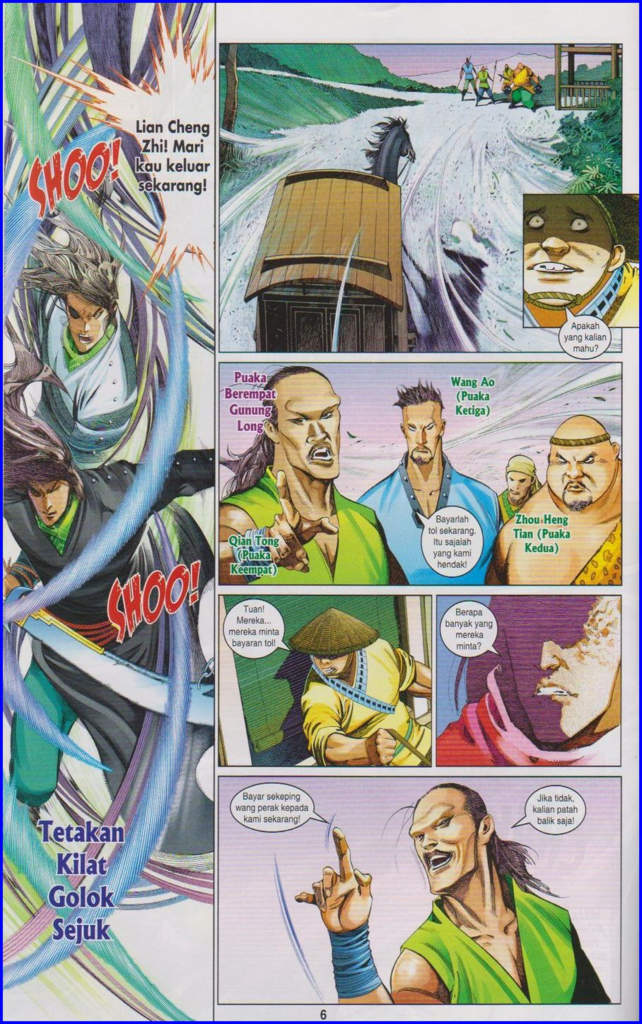 Lian Cheng
Zhi! Mari
kau keluar
sekarang!
SHOO!
SHOO!
Tetakan
Kilat
Golok
Sejuk
Apakah
yang kalian
mahu?
Puaka
Berempat
Gunung
Long
Wang Ao
(Puaka
Ketiga)
Qian Tong
(Puaka
Keempat)
Bayarlah
tol sekarang.
Itu sajalah
yang kami
hendak!
Zhou Heng
Tian (Puaka
Kedua)
Tuan!
Mereka...
mereka minta
bayaran tol!
Berapa
yang mereka
minta?
Bayar sekeping
wang perak kepada
kami sekarang!
Jika tidak,
kalian patah
balik saja!
6